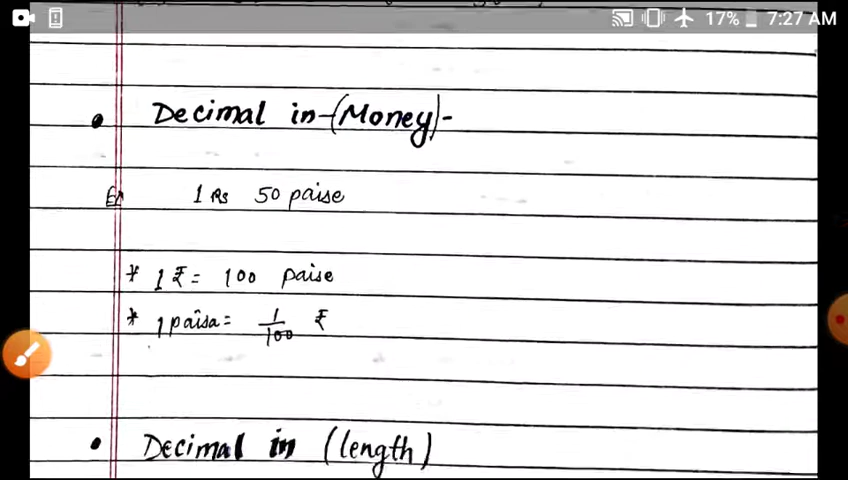 17% 7:27 AM
• Decimal in (Money) -
Ex 1 Rs 50 paise
* 1 ₹ = 100 paise
* 1 paisa = 1/100 ₹
• Decimal in (length)